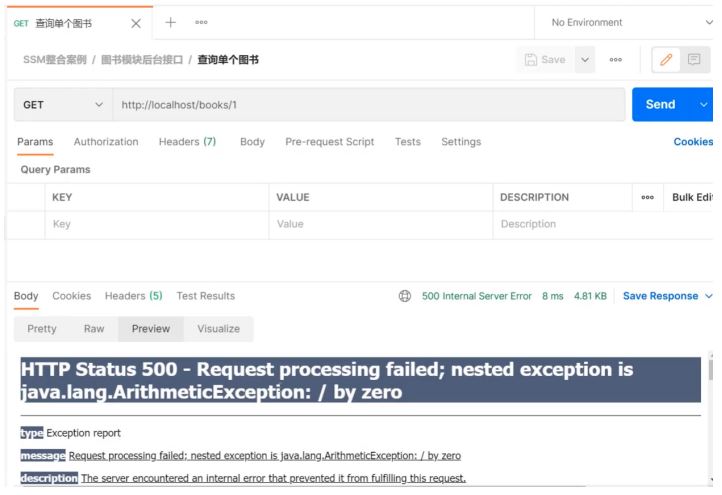 GET 查询单个图书
No Environment
SSM整合案例 / 图书模块后台接口 / 查询单个图书
Save
GET
http://localhost/books/1
Send
Params Authorization Headers (7) Body Pre-request Script Tests Settings Cookies
Query Params
KEY VALUE DESCRIPTION Bulk Edit
Key Value Description
Body Cookies Headers (5) Test Results 500 Internal Server Error 8 ms 4.81 KB Save Response
Pretty Raw Preview Visualize
HTTP Status 500 - Request processing failed; nested exception is
java.lang.ArithmeticException: / by zero
type Exception report
message Request processing failed; nested exception is java.lang.ArithmeticException: / by zero
description The server encountered an internal error that prevented it from fulfilling this request.